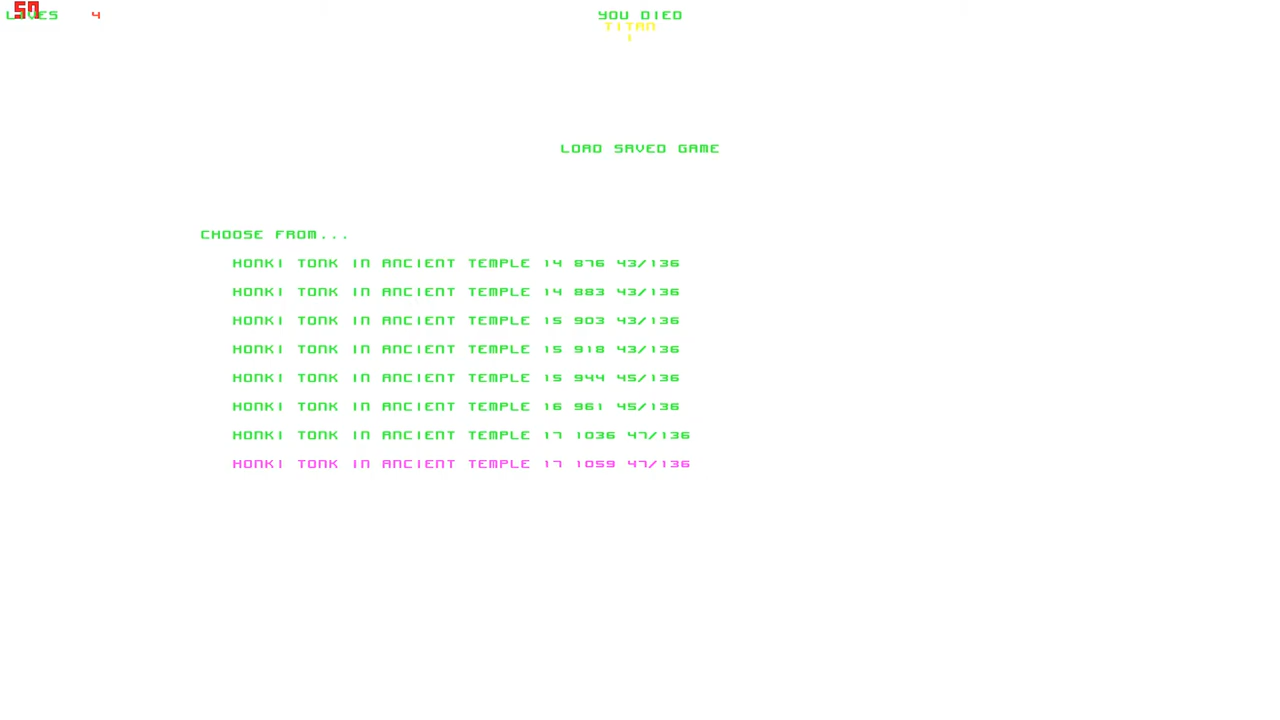 50
LIVES 4
YOU DIED
TITAN
1
LOAD SAVED GAME
CHOOSE FROM...
HONKI TONK IN ANCIENT TEMPLE 14 876 43/136
HONKI TONK IN ANCIENT TEMPLE 14 883 43/136
HONKI TONK IN ANCIENT TEMPLE 15 903 43/136
HONKI TONK IN ANCIENT TEMPLE 15 918 43/136
HONKI TONK IN ANCIENT TEMPLE 15 944 45/136
HONKI TONK IN ANCIENT TEMPLE 16 961 45/136
HONKI TONK IN ANCIENT TEMPLE 17 1036 47/136
HONKI TONK IN ANCIENT TEMPLE 17 1059 47/136